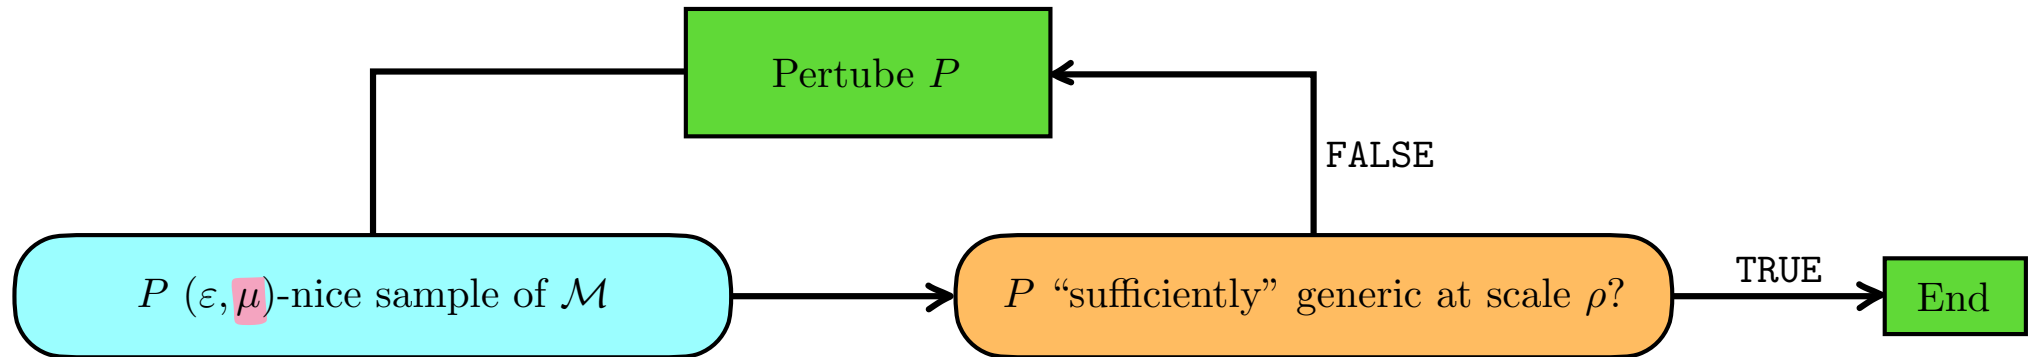 Pertube P
FALSE
P (ε, μ)-nice sample of ℳ
P “sufficiently” generic at scale ρ?
TRUE
End